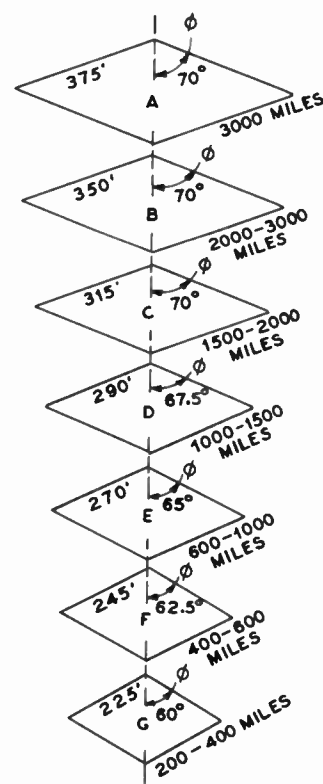 Ø
375' 70°
A
3000 MILES
Ø
350' 70°
B
2000-3000
MILES
Ø
315' 70°
C
1500-2000
MILES
Ø
290' 67.5°
D
1000-1500
MILES
Ø
270' 65°
E
600-1000
MILES
Ø
245' 62.5°
F
400-600
MILES
Ø
225' 60°
G
200-400 MILES